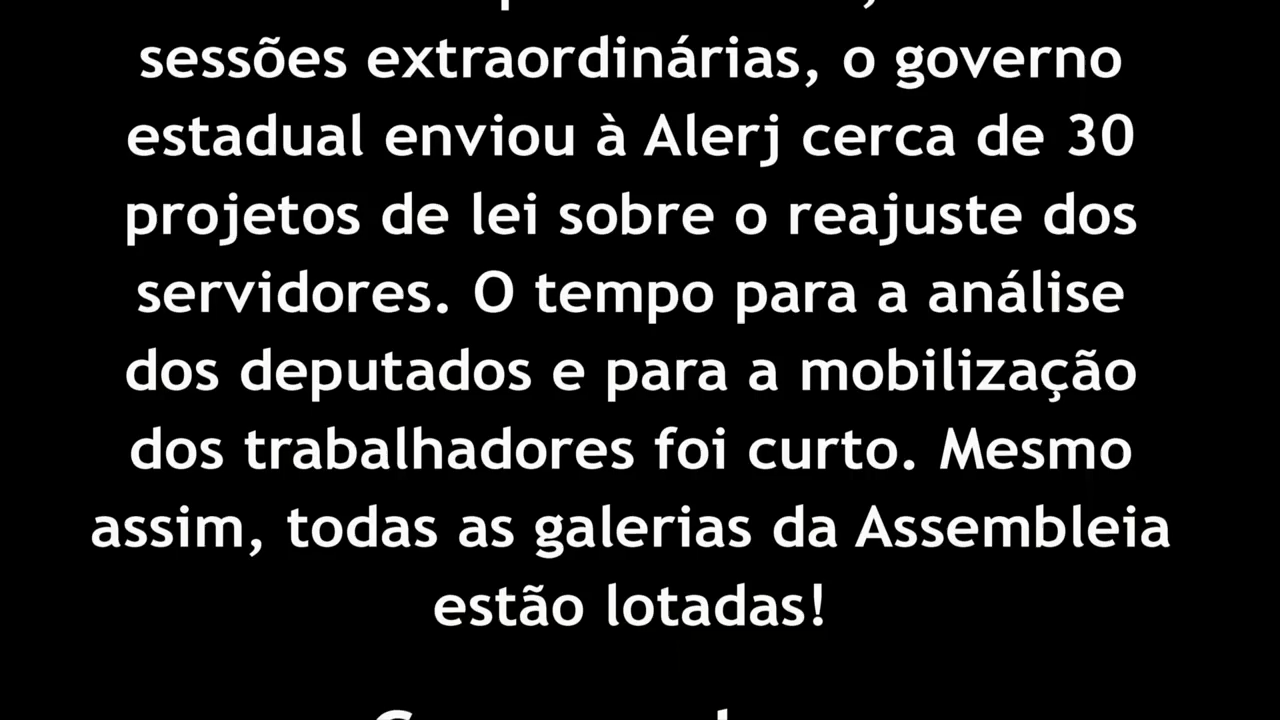 sessões extraordinárias, o governo
estadual enviou à Alerj cerca de 30
projetos de lei sobre o reajuste dos
servidores. O tempo para a análise
dos deputados e para a mobilização
dos trabalhadores foi curto. Mesmo
assim, todas as galerias da Assembleia
estão lotadas!